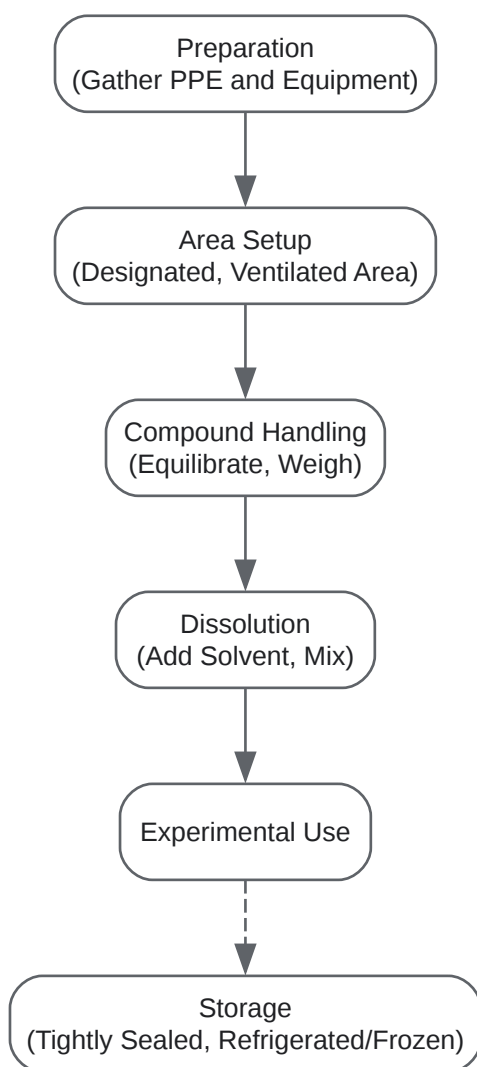 Preparation
(Gather PPE and Equipment)
Area Setup
(Designated, Ventilated Area)
Compound Handling
(Equilibrate, Weigh)
Dissolution
(Add Solvent, Mix)
Experimental Use
Storage
(Tightly Sealed, Refrigerated/Frozen)